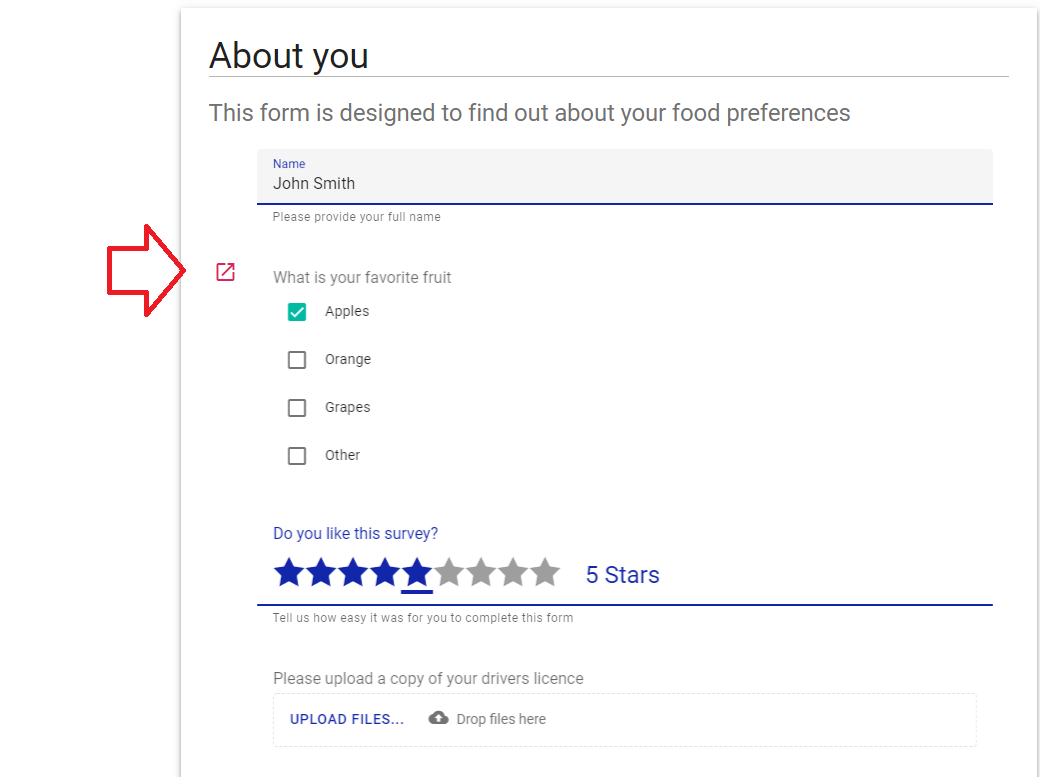 About you
This form is designed to find out about your food preferences
Name
John Smith
Please provide your full name
What is your favorite fruit
Apples
Orange
Grapes
Other
Do you like this survey?
5 Stars
Tell us how easy it was for you to complete this form
Please upload a copy of your drivers licence
UPLOAD FILES... Drop files here